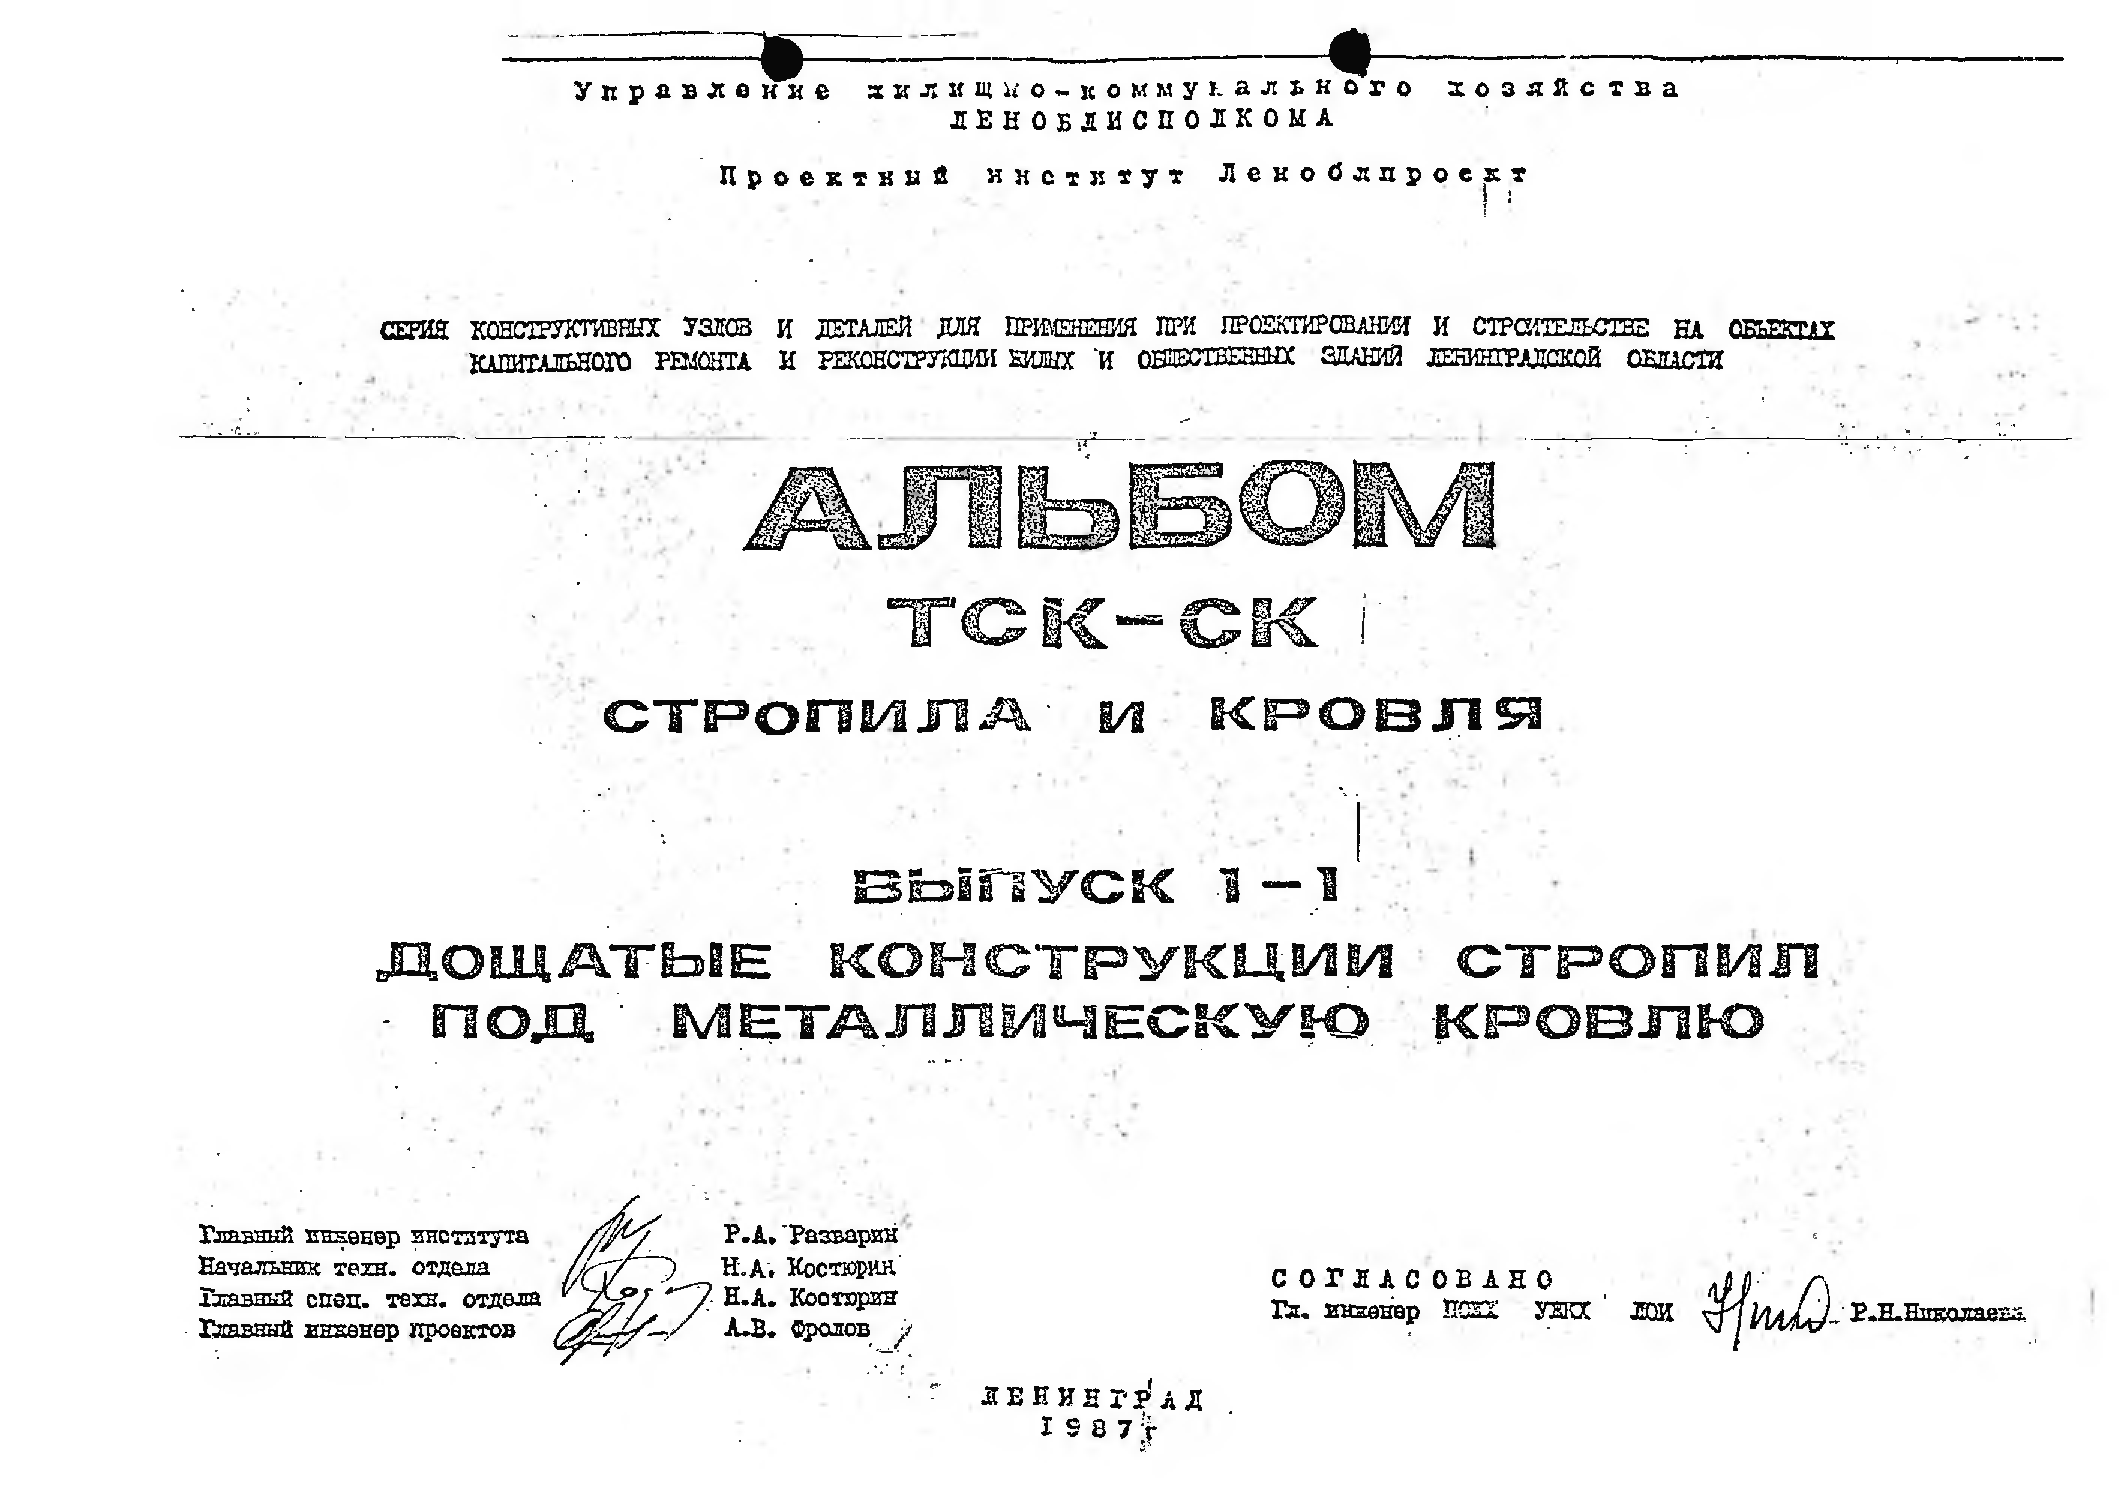 Управление жилищно-коммунального хозяйства
ЛЕНОБЛИСПОЛКОМА
Проектный институт Леноблпроект
СЕРИЯ КОНСТРУКТИВНЫХ УЗЛОВ И ДЕТАЛЕЙ ДЛЯ ПРИМЕНЕНИЯ ПРИ ПРОЕКТИРОВАНИИ И СТРОИТЕЛЬСТВЕ НА ОБЪЕКТАХ
КАПИТАЛЬНОГО РЕМОНТА И РЕКОНСТРУКЦИИ ЖИЛЫХ И ОБЩЕСТВЕННЫХ ЗДАНИЙ ЛЕНИНГРАДСКОЙ ОБЛАСТИ
АЛЬБОМ
ТСК-СК
СТРОПИЛА И КРОВЛЯ
ВЫПУСК 1-1
ДОЩАТЫЕ КОНСТРУКЦИИ СТРОПИЛ
ПОД МЕТАЛЛИЧЕСКУЮ КРОВЛЮ
Главный инженер института Р.А. Разварин
Начальник техн. отдела Н.А. Костюрин
Главный спец. техн. отдела Н.А. Костюрин
Главный инженер проектов А.В. Фролов
СОГЛАСОВАНО
Гл. инженер УЖКХ ЛОИ Р.Н.Николаева
ЛЕНИНГРАД
1987г